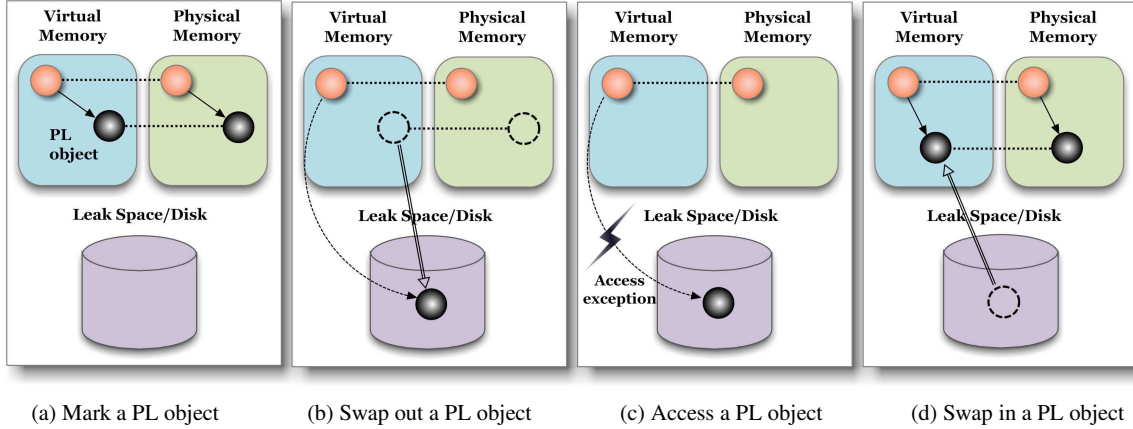 Virtual
Memory
Physical
Memory
PL
object
Leak Space/Disk
(a) Mark a PL object
Virtual
Memory
Physical
Memory
Leak Space/Disk
(b) Swap out a PL object
Virtual
Memory
Physical
Memory
Leak Space/Disk
Access
exception
(c) Access a PL object
Virtual
Memory
Physical
Memory
Leak Space/Disk
(d) Swap in a PL object